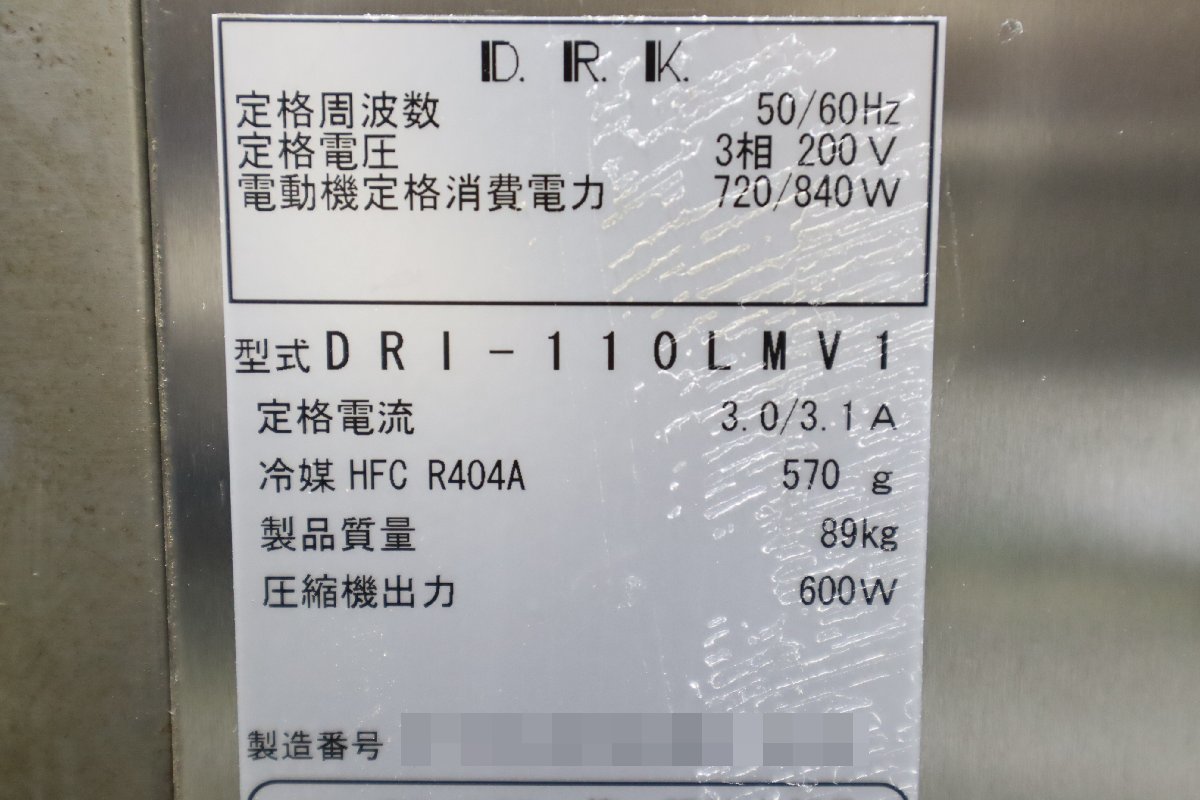 D. R. K.
定格周波数 50/60Hz
定格電圧 3相 200V
電動機定格消費電力 720/840W
型式 DRI-110LMV1
定格電流 3.0/3.1A
冷媒 HFC R404A 570 g
製品質量 89kg
圧縮機出力 600W
製造番号